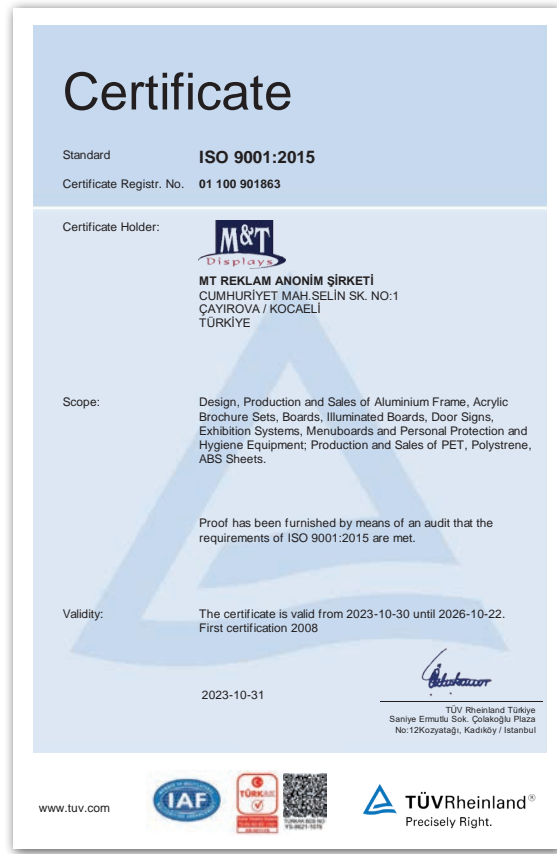 Certificate
Standard ISO 9001:2015
Certificate Registr. No. 01 100 901863
Certificate Holder:
M&T
Displays
MT REKLAM ANONİM ŞİRKETİ
CUMHURİYET MAH.SELİN SK. NO:1
ÇAYIROVA / KOCAELİ
TÜRKİYE
Scope: Design, Production and Sales of Aluminium Frame, Acrylic
Brochure Sets, Boards, Illuminated Boards, Door Signs,
Exhibition Systems, Menuboards and Personal Protection and
Hygiene Equipment; Production and Sales of PET, Polystrene,
ABS Sheets.
Proof has been furnished by means of an audit that the
requirements of ISO 9001:2015 are met.
Validity: The certificate is valid from 2023-10-30 until 2026-10-22.
First certification 2008
2023-10-31
TÜV Rheinland Türkiye
Saniye Ermutlu Sok. Çolakoğlu Plaza
No:12Kozyatağı, Kadıköy / Istanbul
www.tuv.com
IAF
TÜRKAK
TÜVRheinland®
Precisely Right.